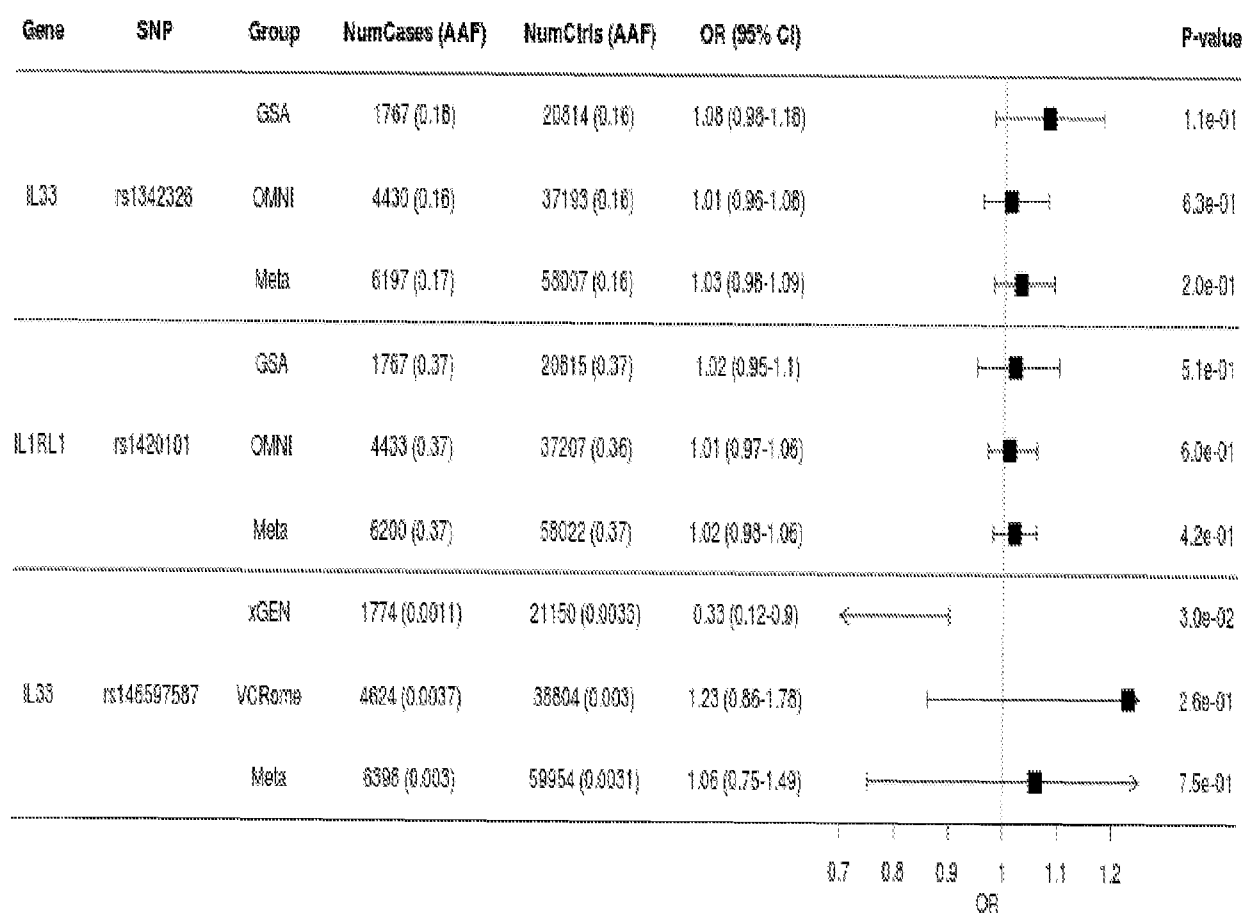 Gene SNP Group NumCases (AAF) NumCtrls (AAF) OR (95% CI) P-value
GSA 1767 (0.18) 20814 (0.16) 1.08 (0.98-1.18) 1.1e-01
IL33 rs1342326 OMNI 4430 (0.16) 37193 (0.16) 1.01 (0.96-1.08) 6.3e-01
Meta 6197 (0.17) 58007 (0.16) 1.03 (0.98-1.09) 2.0e-01
GSA 1767 (0.37) 20815 (0.37) 1.02 (0.95-1.1) 5.1e-01
IL1RL1 rs1420101 OMNI 4433 (0.37) 37207 (0.36) 1.01 (0.97-1.06) 6.0e-01
Meta 6200 (0.37) 58022 (0.37) 1.02 (0.98-1.06) 4.2e-01
xGEN 1774 (0.0011) 21150 (0.0033) 0.33 (0.12-0.9) 3.0e-02
IL33 rs146597587 VCRome 4624 (0.0037) 38804 (0.003) 1.23 (0.86-1.76) 2.6e-01
Meta 6398 (0.003) 59954 (0.0031) 1.06 (0.75-1.49) 7.5e-01
0.7 0.8 0.9 1 1.1 1.2
OR